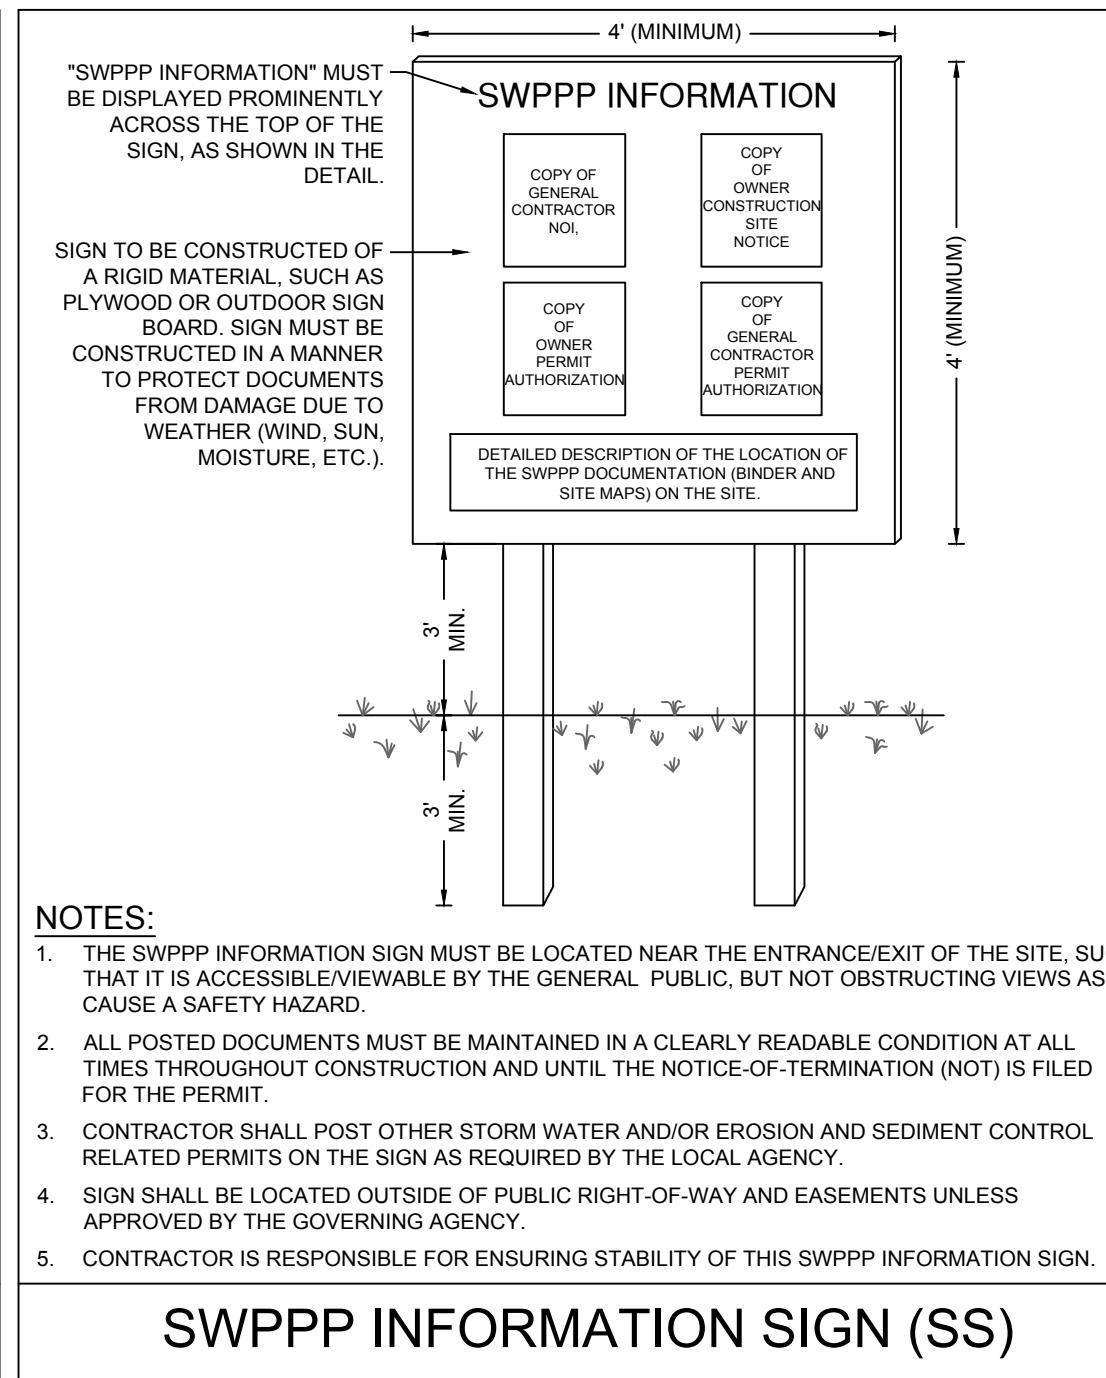 4' (MINIMUM)
"SWPPP INFORMATION" MUST
BE DISPLAYED PROMINENTLY
ACROSS THE TOP OF THE
SIGN, AS SHOWN IN THE
DETAIL.
SWPPP INFORMATION
COPY OF
GENERAL
CONTRACTOR
NOI,
COPY
OF
OWNER
CONSTRUCTION
SITE
NOTICE
SIGN TO BE CONSTRUCTED OF
A RIGID MATERIAL, SUCH AS
PLYWOOD OR OUTDOOR SIGN
BOARD. SIGN MUST BE
CONSTRUCTED IN A MANNER
TO PROTECT DOCUMENTS
FROM DAMAGE DUE TO
WEATHER (WIND, SUN,
MOISTURE, ETC.).
COPY
OF
OWNER
PERMIT
AUTHORIZATION
COPY
OF
GENERAL
CONTRACTOR
PERMIT
AUTHORIZATION
4' (MINIMUM)
DETAILED DESCRIPTION OF THE LOCATION OF
THE SWPPP DOCUMENTATION (BINDER AND
SITE MAPS) ON THE SITE.
3'
MIN.
3'
MIN.
NOTES:
1. THE SWPPP INFORMATION SIGN MUST BE LOCATED NEAR THE ENTRANCE/EXIT OF THE SITE, SU
THAT IT IS ACCESSIBLE/VIEWABLE BY THE GENERAL PUBLIC, BUT NOT OBSTRUCTING VIEWS AS
CAUSE A SAFETY HAZARD.
2. ALL POSTED DOCUMENTS MUST BE MAINTAINED IN A CLEARLY READABLE CONDITION AT ALL
TIMES THROUGHOUT CONSTRUCTION AND UNTIL THE NOTICE-OF-TERMINATION (NOT) IS FILED
FOR THE PERMIT.
3. CONTRACTOR SHALL POST OTHER STORM WATER AND/OR EROSION AND SEDIMENT CONTROL
RELATED PERMITS ON THE SIGN AS REQUIRED BY THE LOCAL AGENCY.
4. SIGN SHALL BE LOCATED OUTSIDE OF PUBLIC RIGHT-OF-WAY AND EASEMENTS UNLESS
APPROVED BY THE GOVERNING AGENCY.
5. CONTRACTOR IS RESPONSIBLE FOR ENSURING STABILITY OF THIS SWPPP INFORMATION SIGN.
SWPPP INFORMATION SIGN (SS)